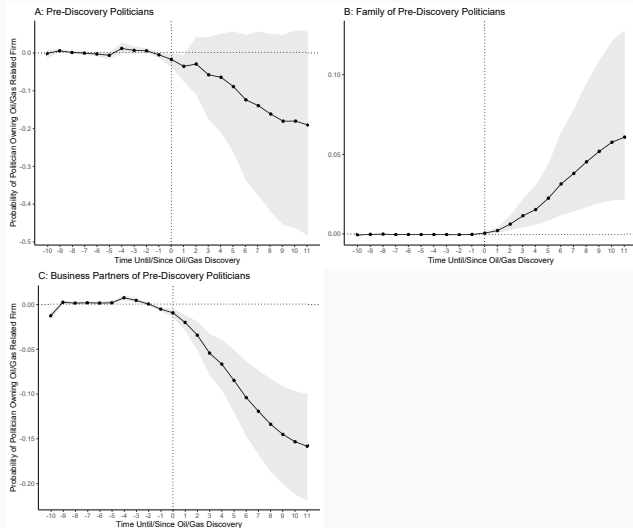 A: Pre-Discovery Politicians
Probability of Politician Owning Oil/Gas Related Firm
0.0
-0.1
-0.2
-0.3
-0.4
-0.5
-10 -9 -8 -7 -6 -5 -4 -3 -2 -1 0 1 2 3 4 5 6 7 8 9 10 11
Time Until/Since Oil/Gas Discovery
B: Family of Pre-Discovery Politicians
0.10
0.05
0.00
-10 -9 -8 -7 -6 -5 -4 -3 -2 -1 0 1 2 3 4 5 6 7 8 9 10 11
Time Until/Since Oil/Gas Discovery
C: Business Partners of Pre-Discovery Politicians
Probability of Politician Owning Oil/Gas Related Firm
0.00
-0.05
-0.10
-0.15
-0.20
-10 -9 -8 -7 -6 -5 -4 -3 -2 -1 0 1 2 3 4 5 6 7 8 9 10 11
Time Until/Since Oil/Gas Discovery